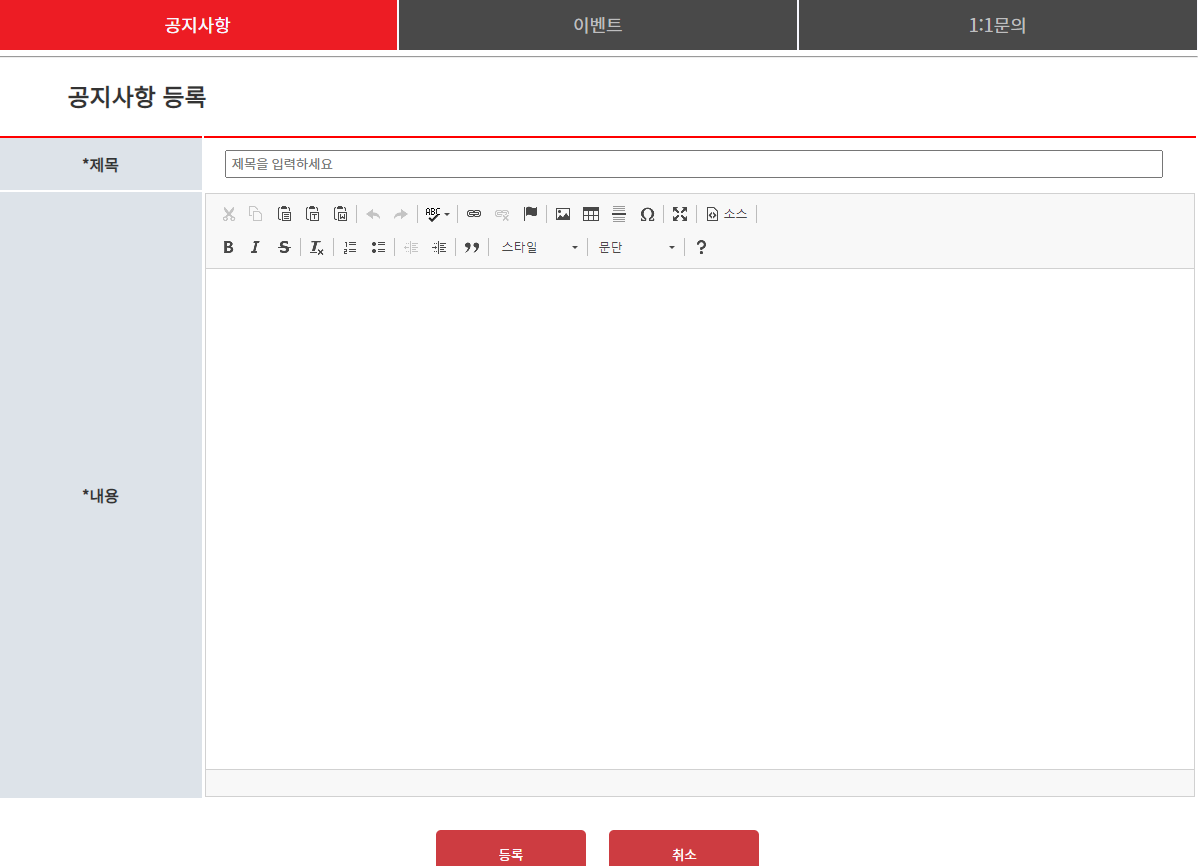 공지사항 이벤트 1:1문의
공지사항 등록
*제목 제목을 입력하세요
ABC Ω 소스
B I S Tx 스타일 문단 ?
*내용
등록 취소